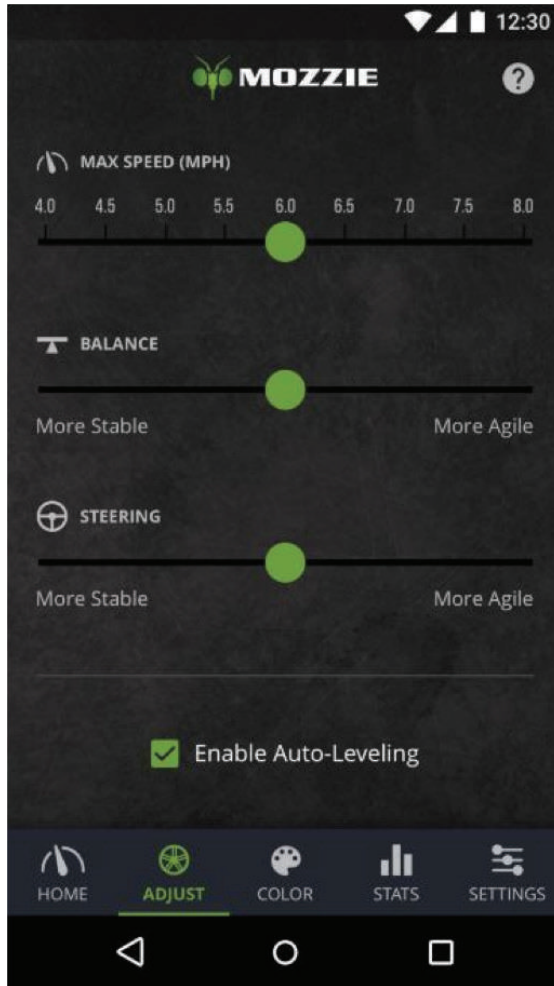 12:30
MOZZIE
?
MAX SPEED (MPH)
4.0 4.5 5.0 5.5 6.0 6.5 7.0 7.5 8.0
BALANCE
More Stable More Agile
STEERING
More Stable More Agile
Enable Auto-Leveling
HOME ADJUST COLOR STATS SETTINGS